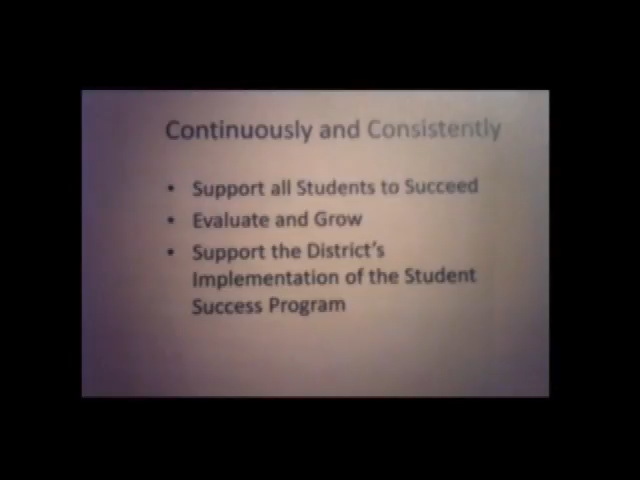 Continuously and Consistently
• Support all Students to Succeed
• Evaluate and Grow
• Support the District's
Implementation of the Student
Success Program